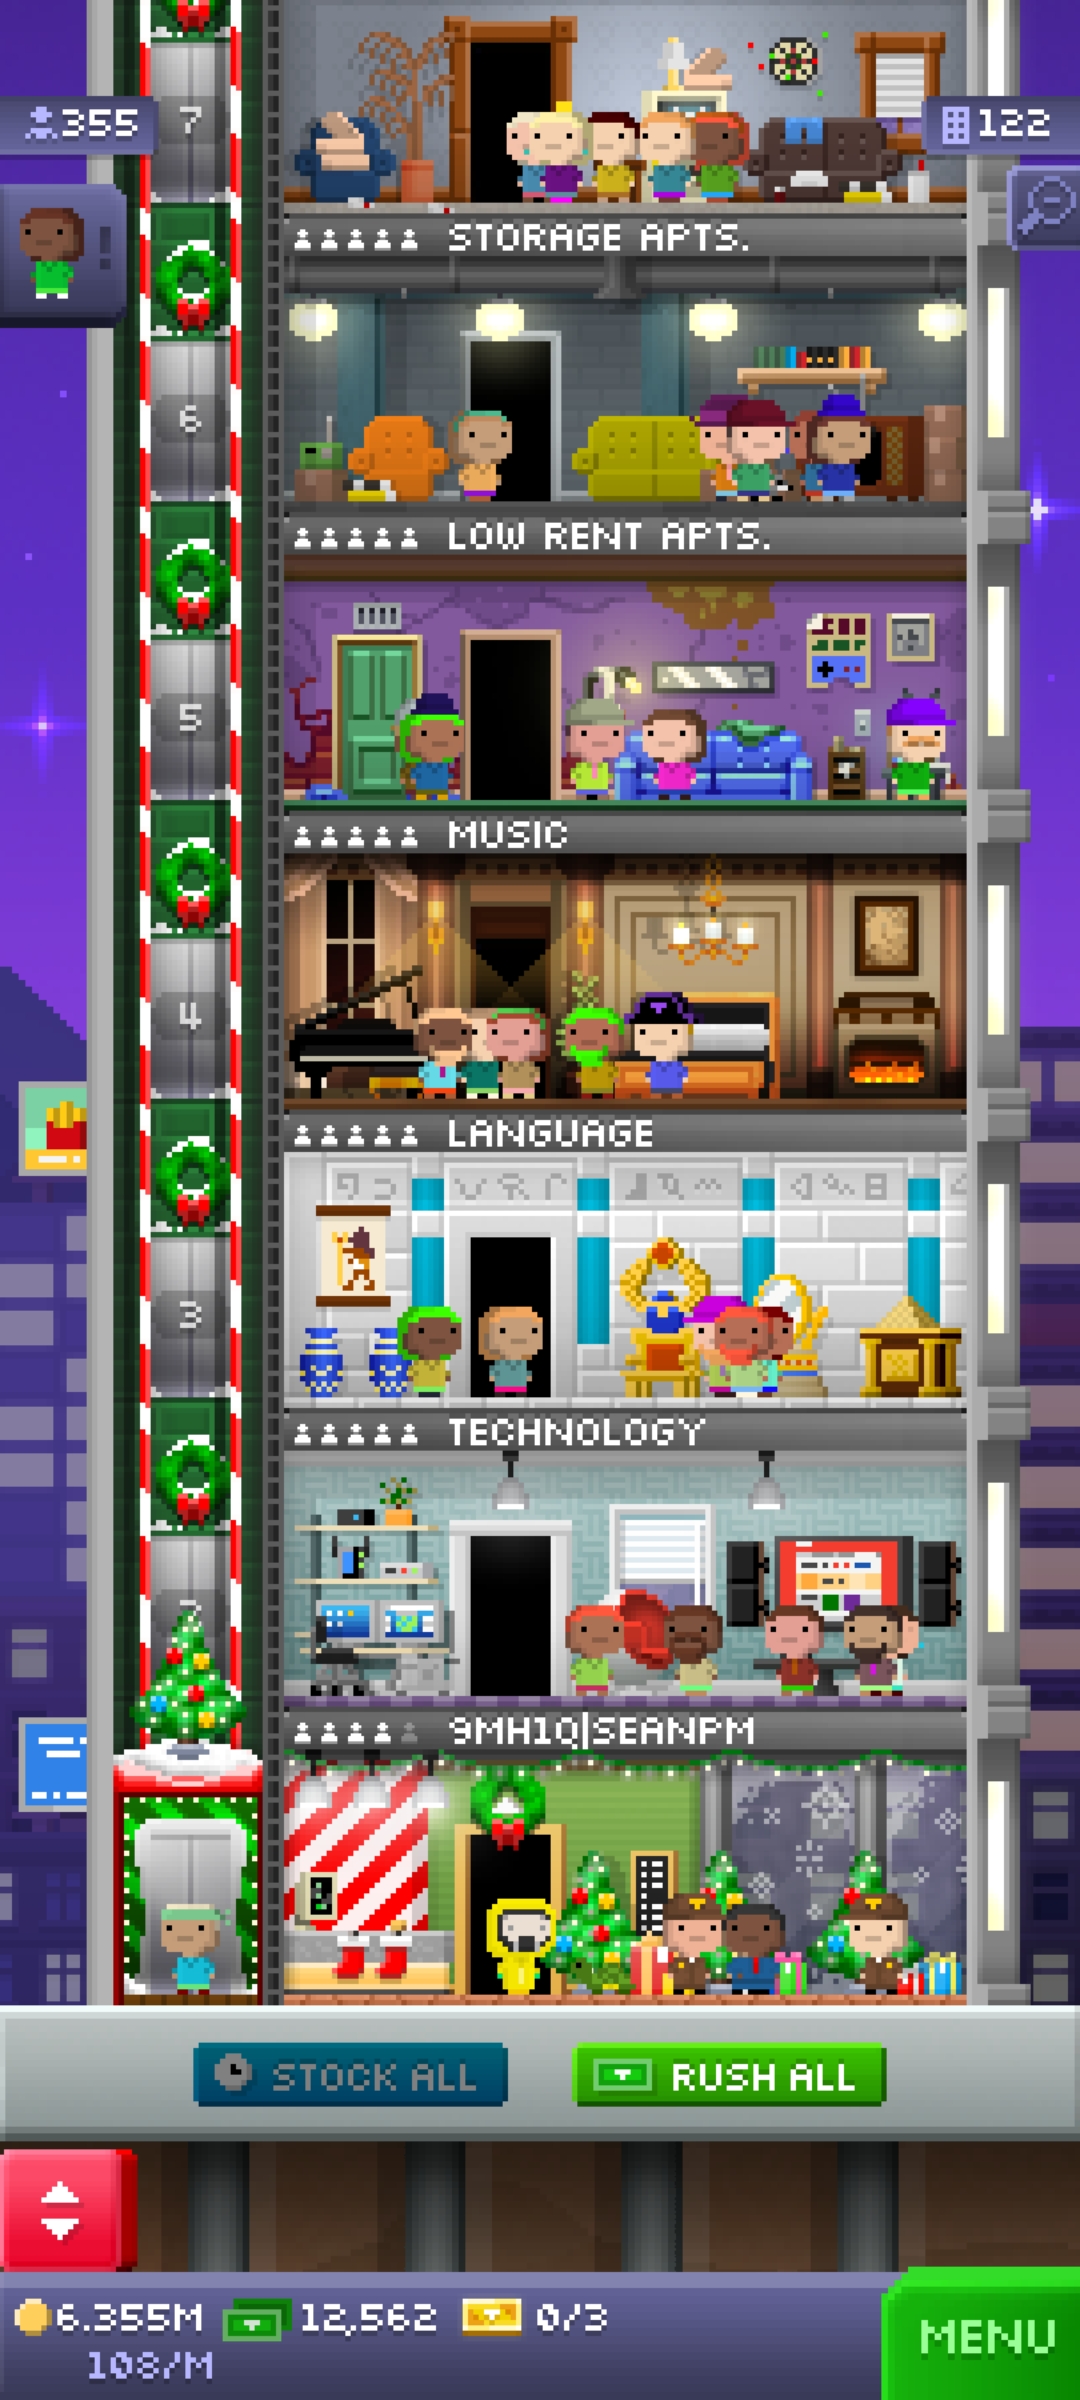 7
355
122
STORAGE APTS.
6
LOW RENT APTS.
5
MUSIC
4
LANGUAGE
3
TECHNOLOGY
9MH1Q|SEANPM
STOCK ALL
RUSH ALL
6.355M
12,562
0/3
108/M
MENU